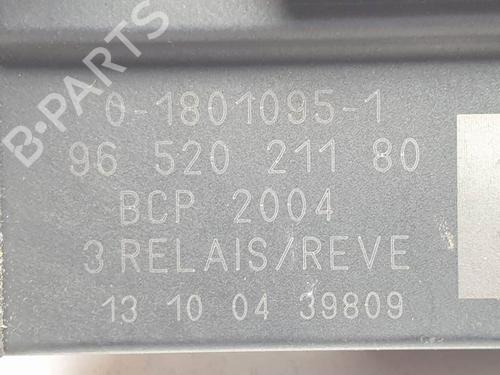 B-PARTS
0-1801095-1
96 520 211 80
BCP 2004
3 RELAIS/REVE
13 10 04 39809